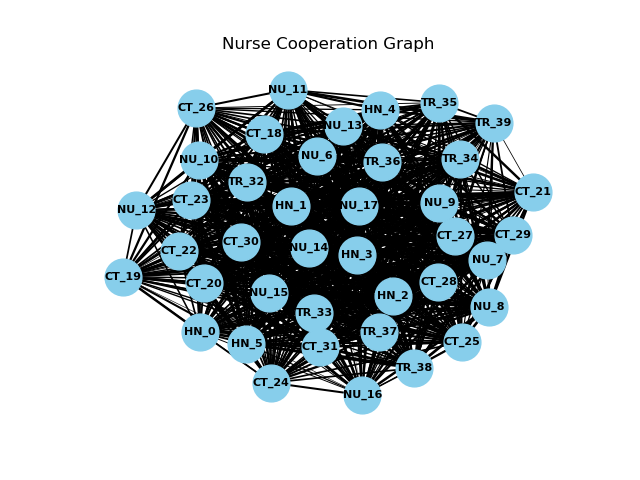 Nurse Cooperation Graph
NU_11
CT_26
HN_4
TR_35
NU_13
TR_39
CT_18
NU_6
NU_10
TR_36
TR_34
TR_32
CT_21
CT_23
HN_1
NU_17
NU_9
NU_12
CT_27
CT_29
CT_30
CT_22
NU_14
HN_3
NU_7
CT_19
CT_20
CT_28
NU_15
HN_2
NU_8
TR_33
HN_0
TR_37
HN_5
CT_31
CT_25
TR_38
CT_24
NU_16